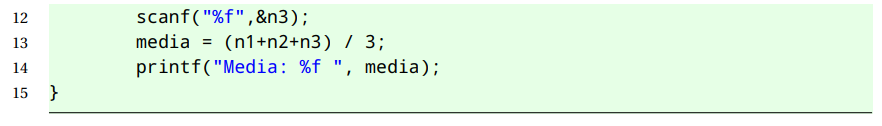 12 scanf("%f",&n3);
13 media = (n1+n2+n3) / 3;
14 printf("Media: %f ", media);
15 }